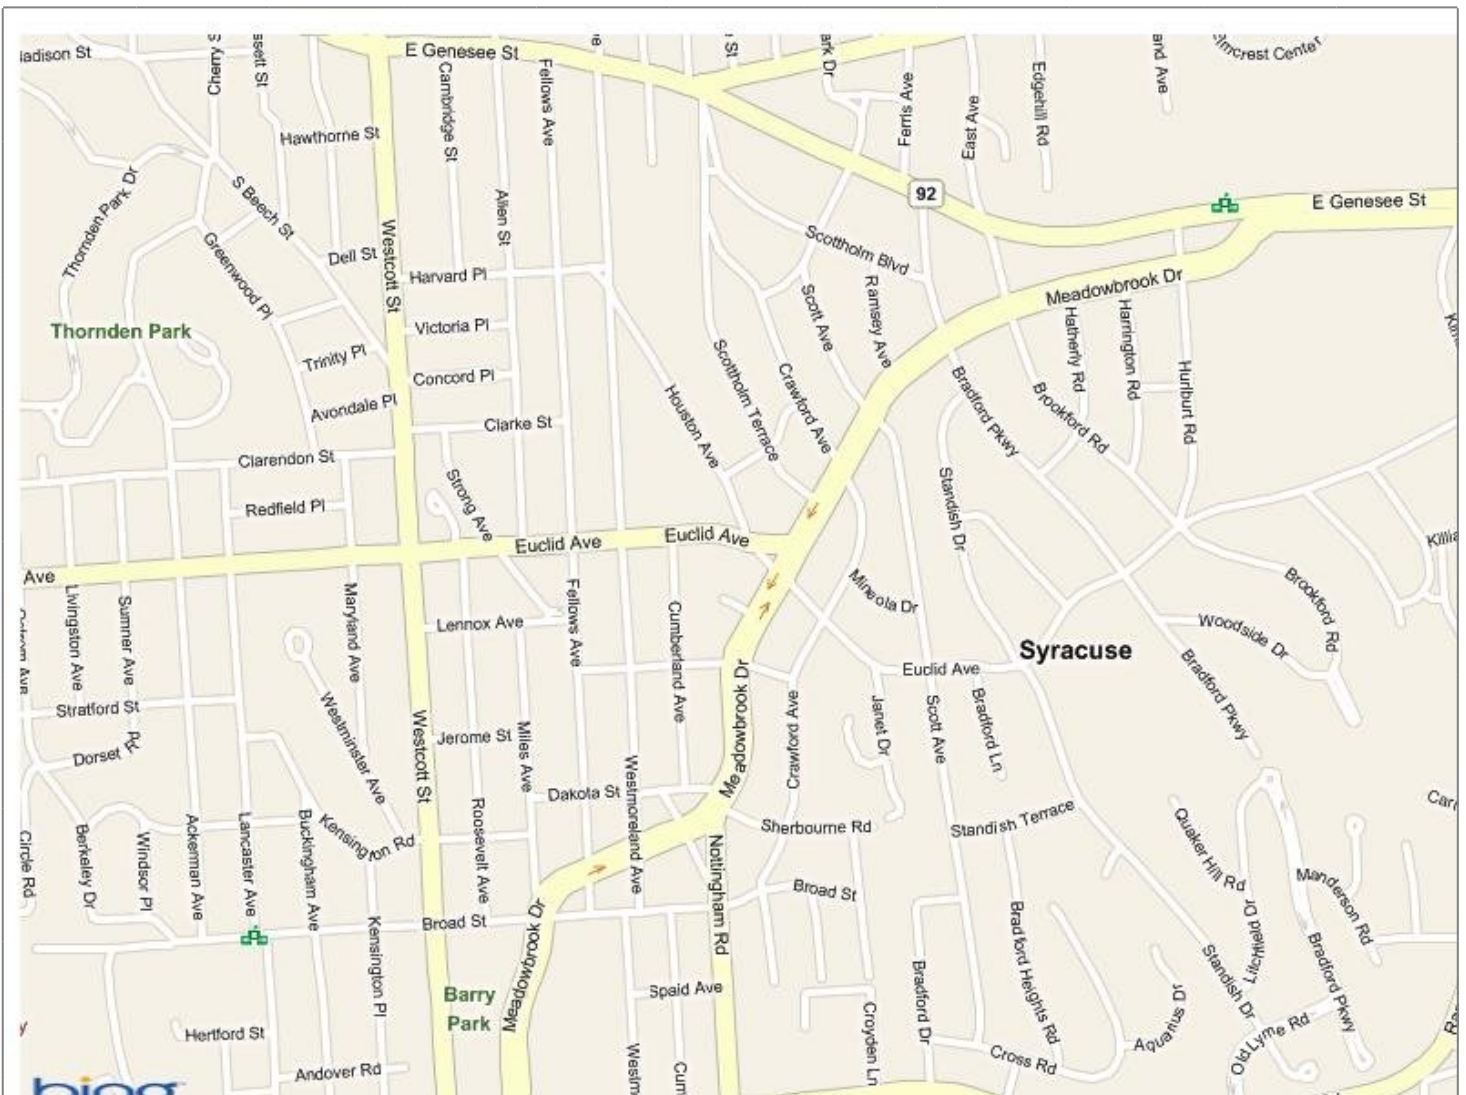 E Genesee St
Hawthorne St
Cambridge St
Fellows Ave
Ferris Ave
East Ave
Edgehill Rd
92
E Genesee St
Thornden Park Dr
S Beech St
Greenwood Pl
Dell St
Westcott St
Allen St
Harvard Pl
Scottholm Blvd
Meadowbrook Dr
Thornden Park
Victoria Pl
Trinity Pl
Concord Pl
Avondale Pl
Clarke St
Scott Ave
Ramsey Ave
Scottholm Terrace
Crawford Ave
Houston Ave
Hatherly Rd
Harrington Rd
Hurlburt Rd
Bradford Pkwy
Brookford Rd
Clarendon St
Redfield Pl
Strong Ave
Standish Dr
Euclid Ave
Euclid Ave
Ave
Livingston Ave
Sumner Ave
Maryland Ave
Lennox Ave
Fellows Ave
Cumberland Ave
Mineola Dr
Brookford Rd
Woodside Dr
Syracuse
Euclid Ave
Bradford Pkwy
Stratford St
Dorset Rd
Westminster Ave
Westcott St
Jerome St
Miles Ave
Westmoreland Ave
Meadowbrook Dr
Crawford Ave
Janet Dr
Scott Ave
Bradford Ln
Dakota St
Sherbourne Rd
Standish Terrace
Circle Rd
Berkeley Dr
Windsor Pl
Ackerman Ave
Lancaster Ave
Buckingham Ave
Kensington Rd
Roosevelt Ave
Nottingham Rd
Quaker Hill Rd
Manderson Rd
Litchfield Dr
Broad St
Broad St
Kensington Pl
Meadowbrook Dr
Barry
Park
Spaid Ave
Croyden Ln
Bradford Dr
Bradford Heights Rd
Aquarius Dr
Standish Dr
Bradford Pkwy
Old Lyme Rd
Cross Rd
Hertford St
Andover Rd
bing